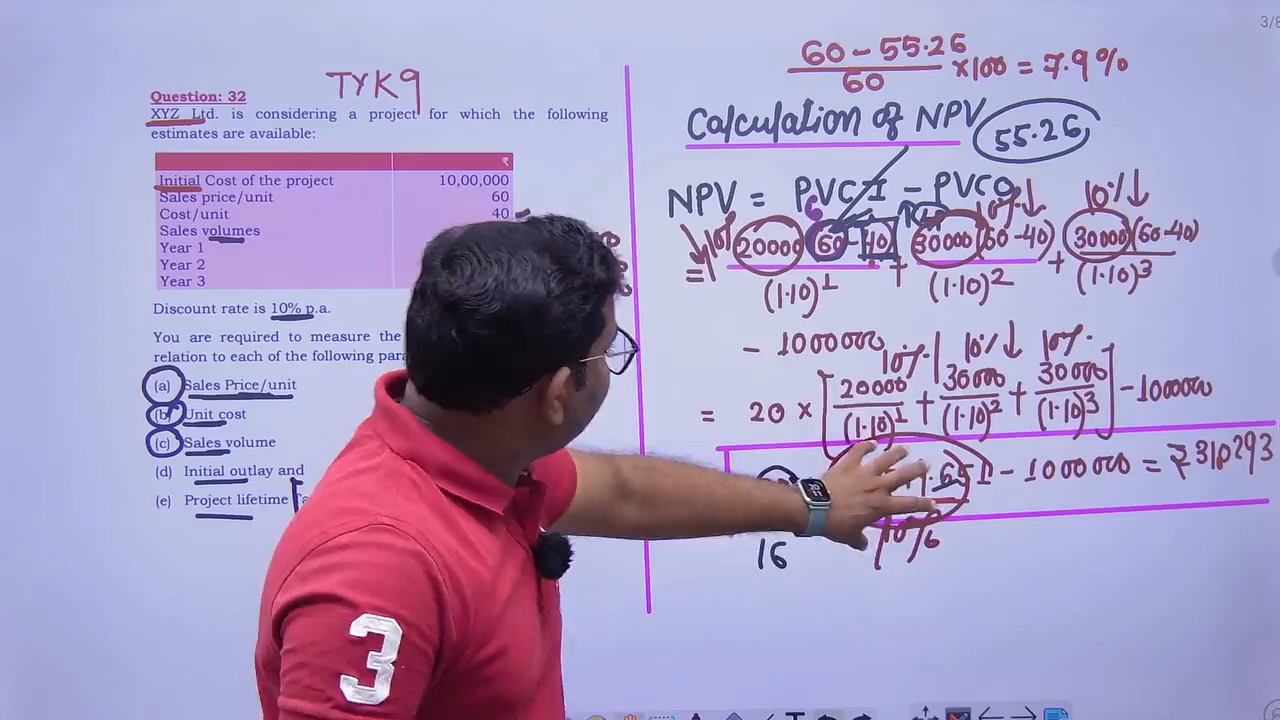 3/8
TYK9
Question: 32
XYZ Ltd. is considering a project for which the following
estimates are available:
₹
Initial Cost of the project 10,00,000
Sales price/unit 60
Cost/unit 40
Sales volumes
Year 1
Year 2
Year 3
Discount rate is 10% p.a.
You are required to measure the
relation to each of the following
(a) Sales Price/unit
(b) Unit cost
(c) Sales volume
(d) Initial outlay and
(e) Project lifetime
60 - 55.26
60
×100 = 7.9%
Calculation of NPV
55.26
NPV = PVCI - PVCO
10%↓ 10%↓
= 20000(60-40) + 30000(60-40) + 30000(60-40)
(1.10)^1 (1.10)^2 (1.10)^3
- 1000000
10%↓ 10%↓ 10%
= 20 × [20000 + 30000 + 30000] - 1000000
(1.10)^1 (1.10)^2 (1.10)^3
- 1000000 = ₹310293
16 10%
3